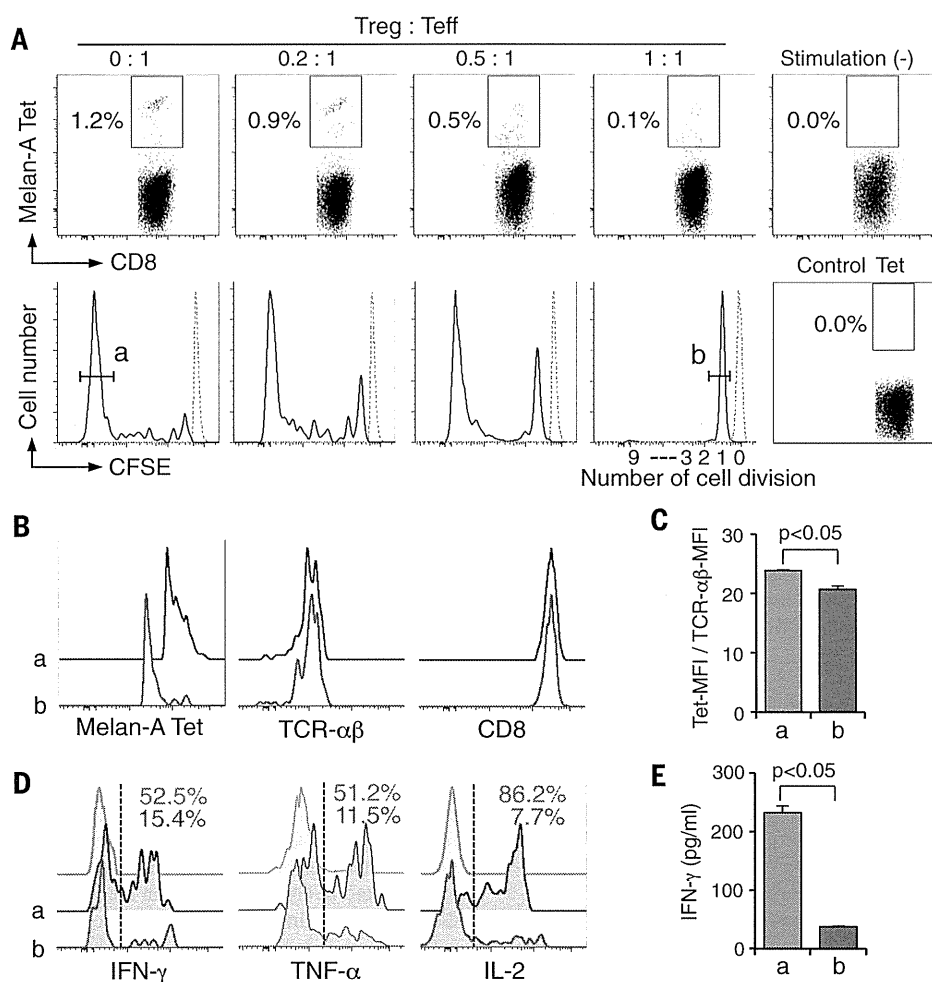 A
Treg : Teff
0 : 1 0.2 : 1 0.5 : 1 1 : 1 Stimulation (-)
Melan-A Tet
1.2% 0.9% 0.5% 0.1% 0.0%
CD8
Control Tet
Cell number
a b 0.0%
CFSE
9 ---3 2 1 0
Number of cell division
B
a
b
Melan-A Tet TCR-αβ CD8
C
Tet-MFI / TCR-αβ-MFI
30
20
10
0
p<0.05
a b
D
52.5% 51.2% 86.2%
15.4% 11.5% 7.7%
a
b
IFN-γ TNF-α IL-2
E
IFN-γ (pg/ml)
300
200
100
0
p<0.05
a b